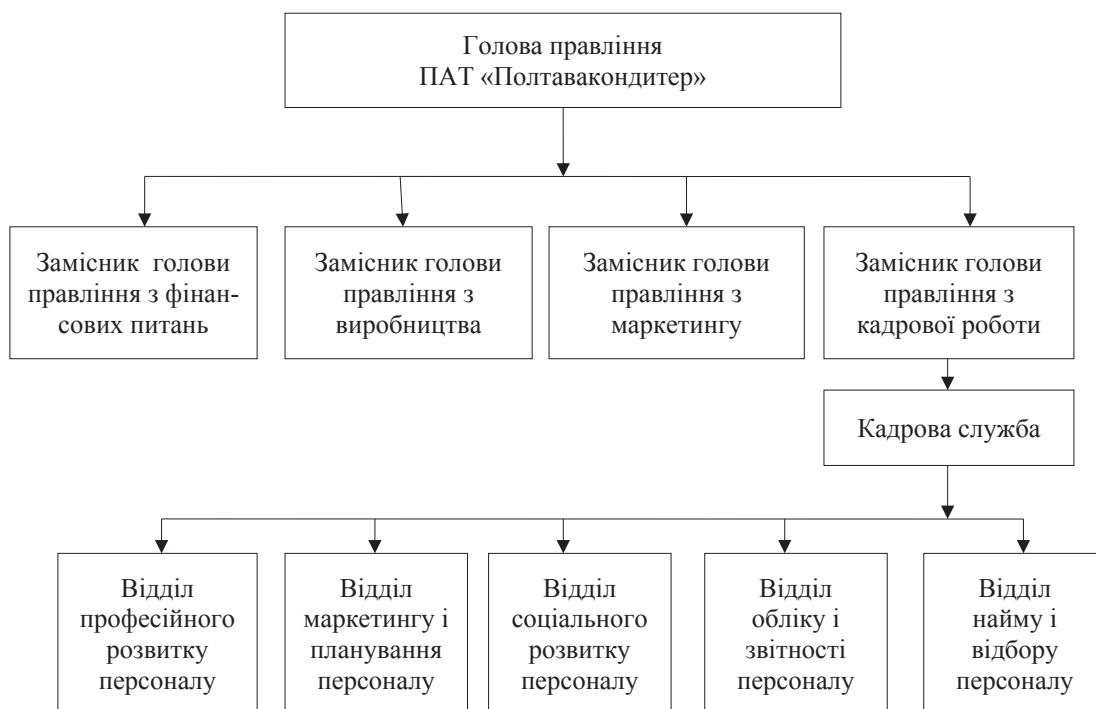 Голова правління
ПАТ «Полтавакондитер»
Замісник голови
правління з фінан-
сових питань
Замісник голови
правління з
виробництва
Замісник голови
правління з
маркетингу
Замісник голови
правління з
кадрової роботи
Кадрова служба
Відділ
професійного
розвитку
персоналу
Відділ
маркетингу і
планування
персоналу
Відділ
соціального
розвитку
персоналу
Відділ
обліку і
звітності
персоналу
Відділ
найму і
відбору
персоналу